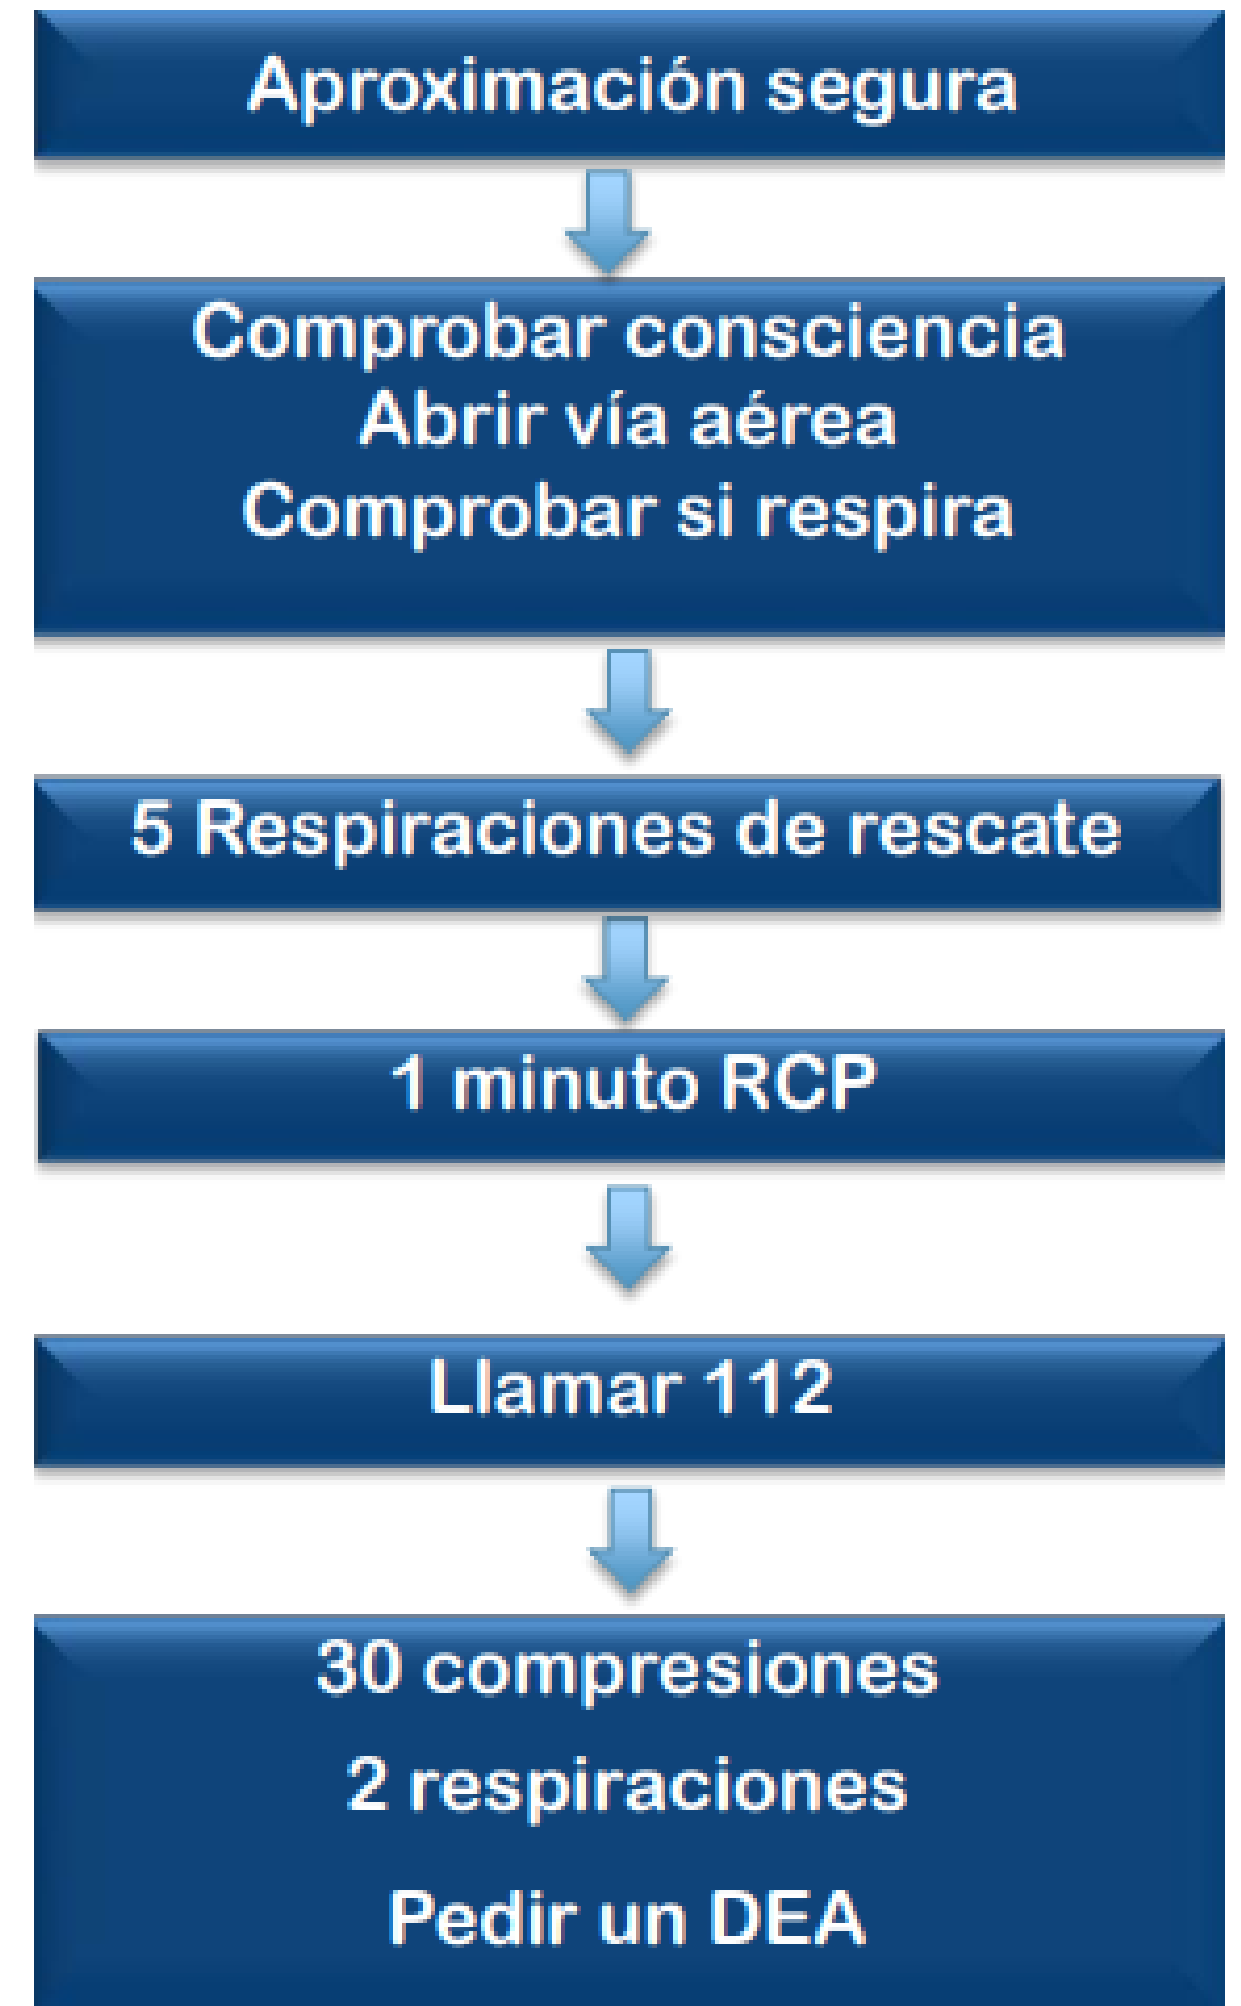 Aproximación segura
Comprobar consciencia
Abrir vía aérea
Comprobar si respira
5 Respiraciones de rescate
1 minuto RCP
Llamar 112
30 compresiones
2 respiraciones
Pedir un DEA